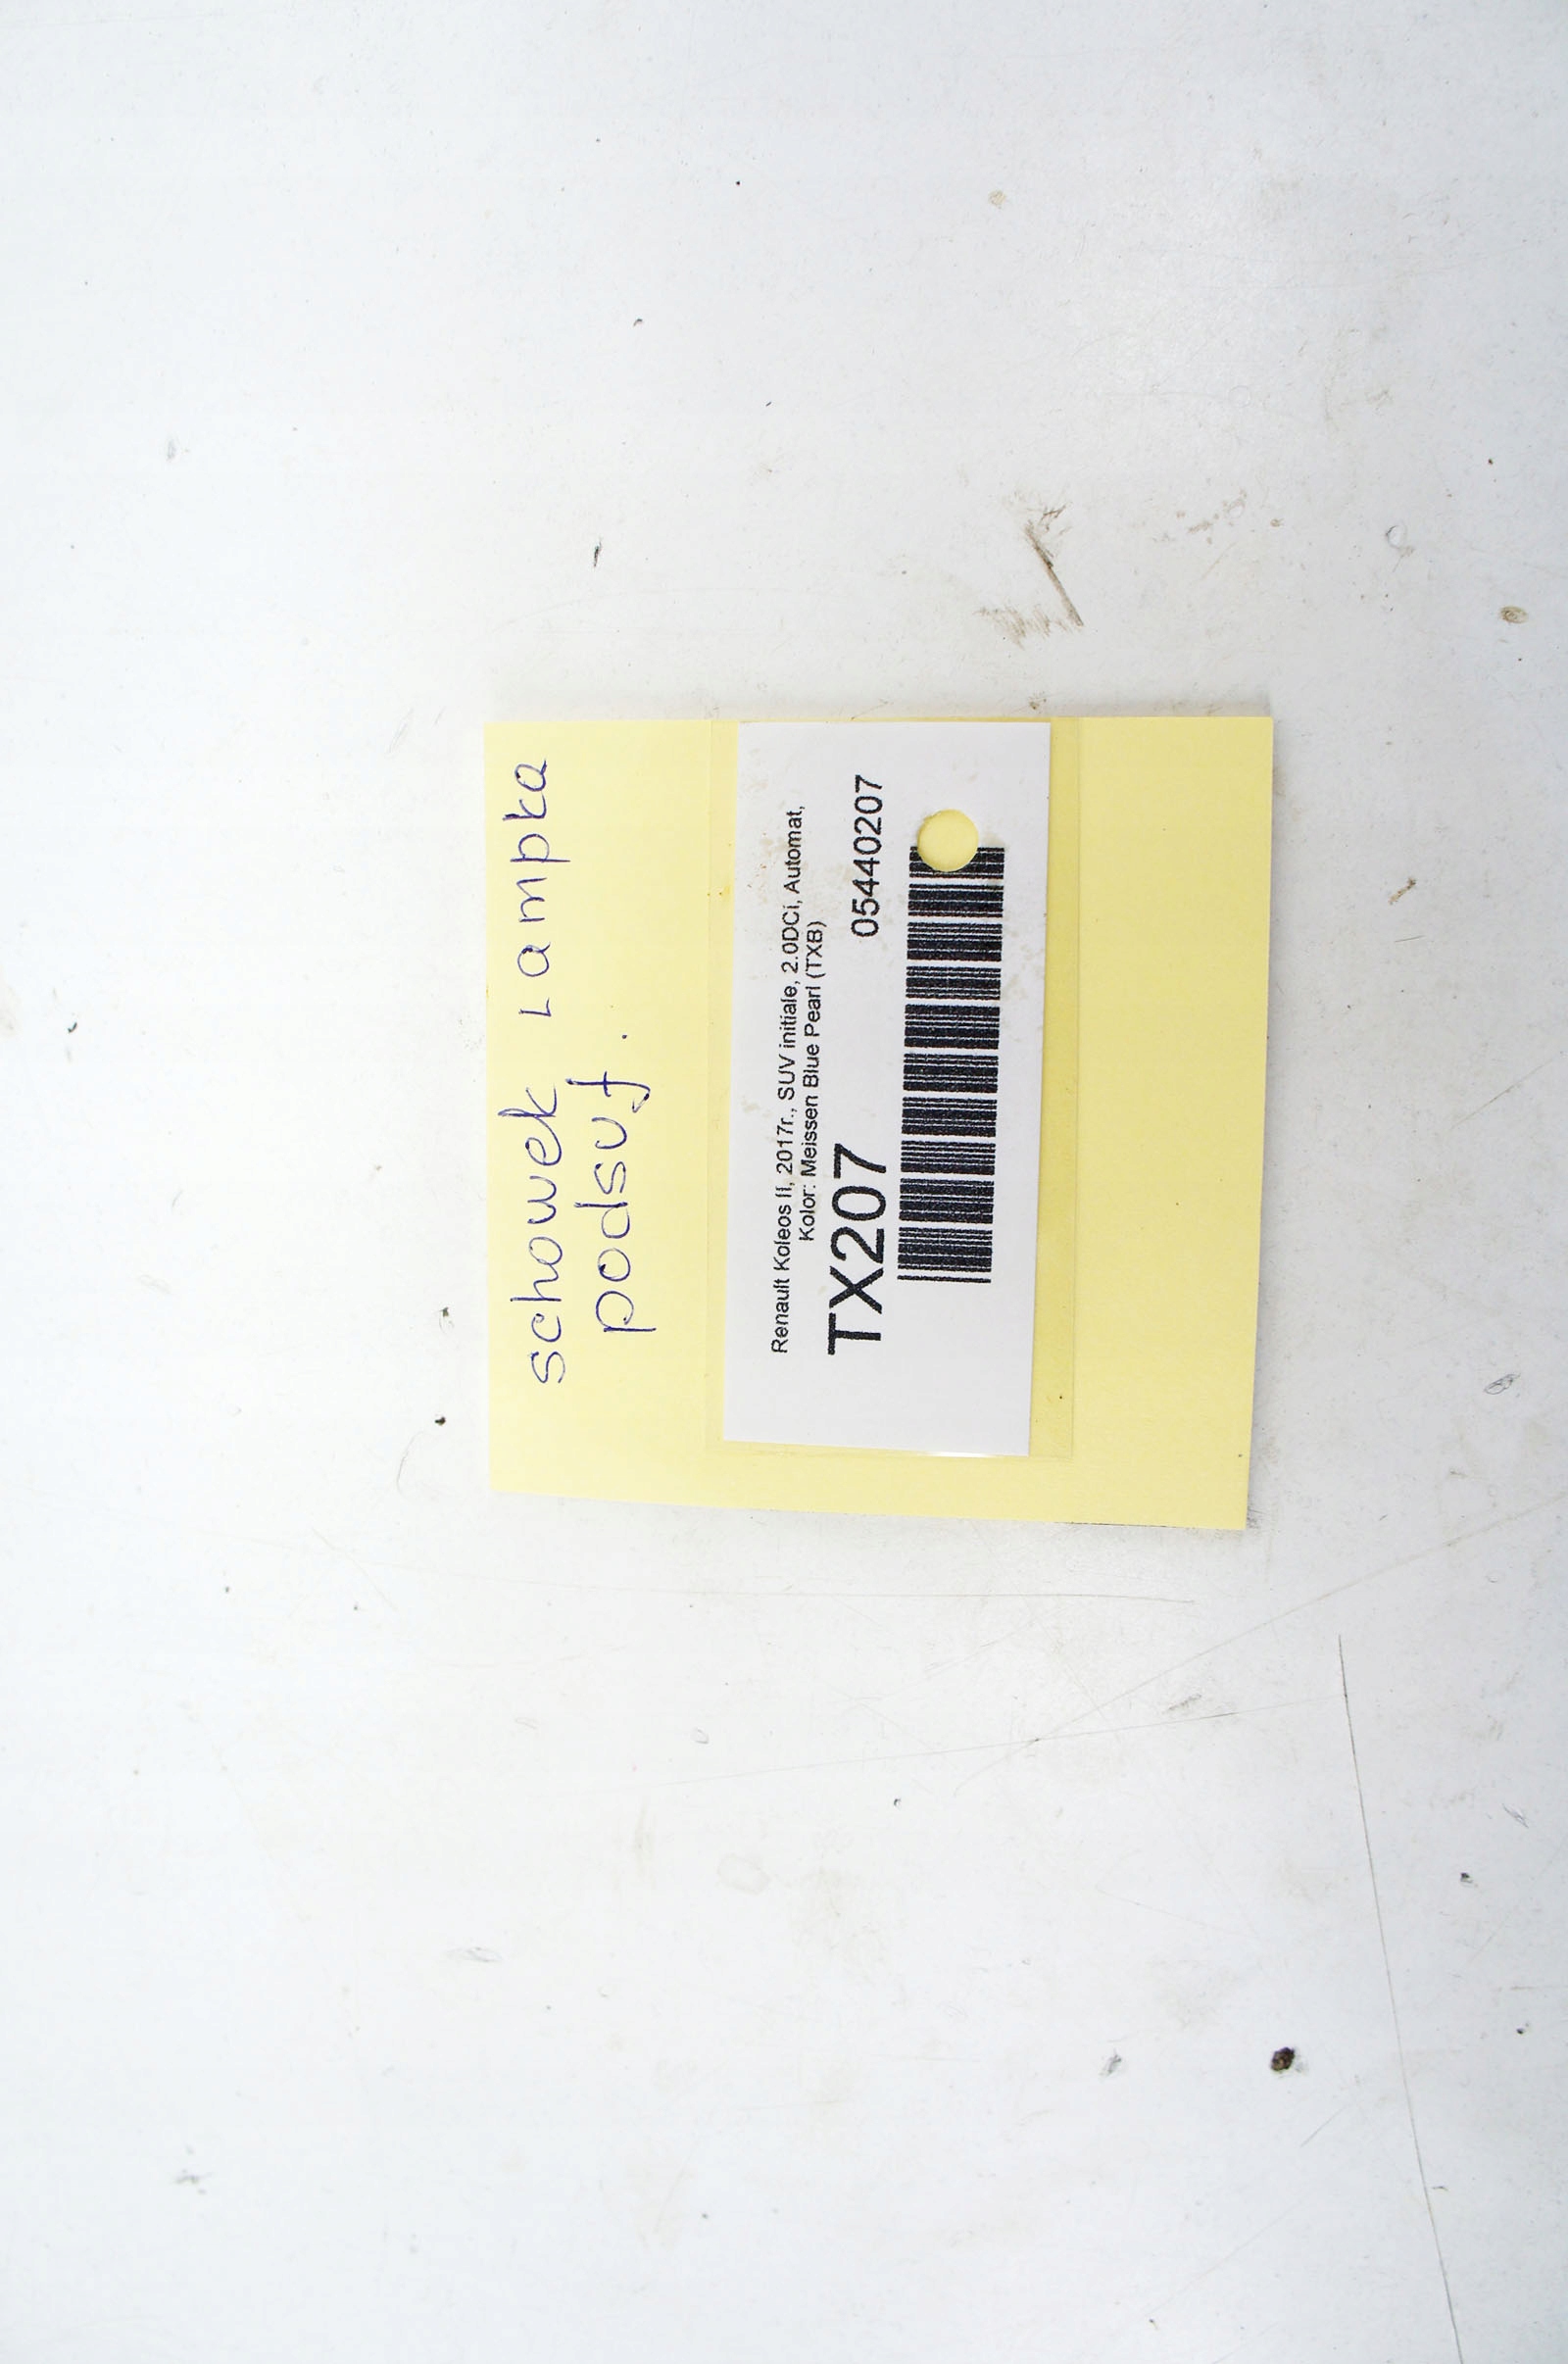 schowek Lampka
podsuf.
Renault Koleos II, 2017r., SUV initiale, 2.0DCi, Automat,
Kolor: Meissen Blue Pearl (TXB)
TX207 05440207